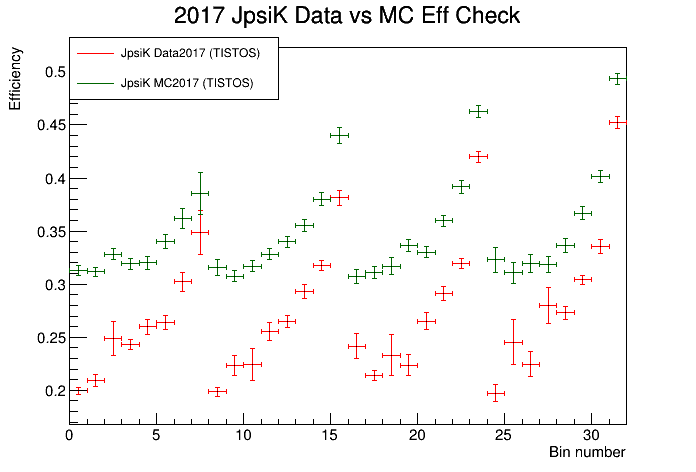 2017 JpsiK Data vs MC Eff Check
Efficiency
JpsiK Data2017 (TISTOS)
JpsiK MC2017 (TISTOS)
0.5
0.45
0.4
0.35
0.3
0.25
0.2
0 5 10 15 20 25 30
Bin number